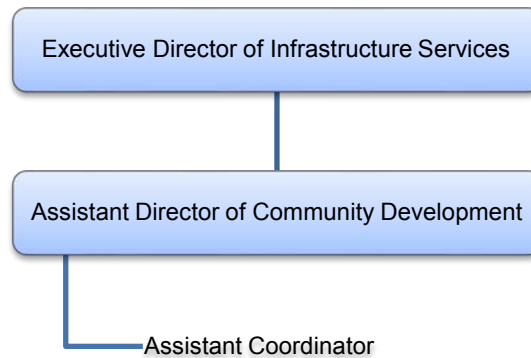 Executive Director of Infrastructure Services
Assistant Director of Community Development
Assistant Coordinator